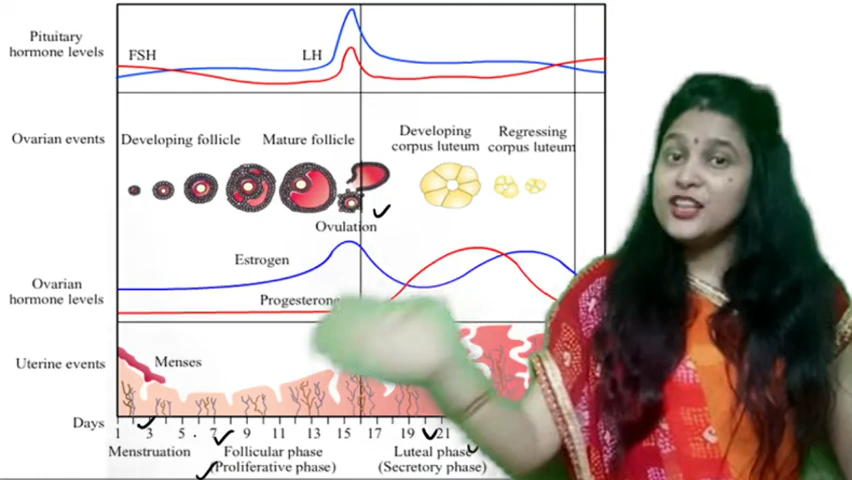 Pituitary
hormone levels
FSH
LH
Ovarian events
Developing follicle
Mature follicle
Developing
corpus luteum
Regressing
corpus luteum
Ovulation
Ovarian
hormone levels
Estrogen
Progesterone
Uterine events
Menses
Days
1 3 5 7 9 11 13 15 17 19 21
Menstruation
Follicular phase
(Proliferative phase)
Luteal phase
(Secretory phase)